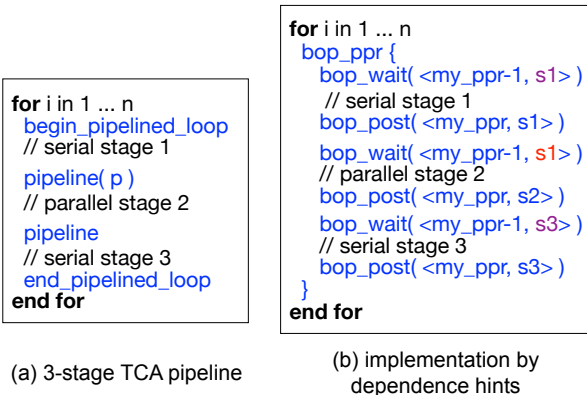 for i in 1 ... n
begin_pipelined_loop
// serial stage 1
pipeline( p )
// parallel stage 2
pipeline
// serial stage 3
end_pipelined_loop
end for
(a) 3-stage TCA pipeline
for i in 1 ... n
bop_ppr {
bop_wait( <my_ppr-1, s1> )
// serial stage 1
bop_post( <my_ppr, s1> )
bop_wait( <my_ppr-1, s1> )
// parallel stage 2
bop_post( <my_ppr, s2> )
bop_wait( <my_ppr-1, s3> )
// serial stage 3
bop_post( <my_ppr, s3> )
}
end for
(b) implementation by
dependence hints